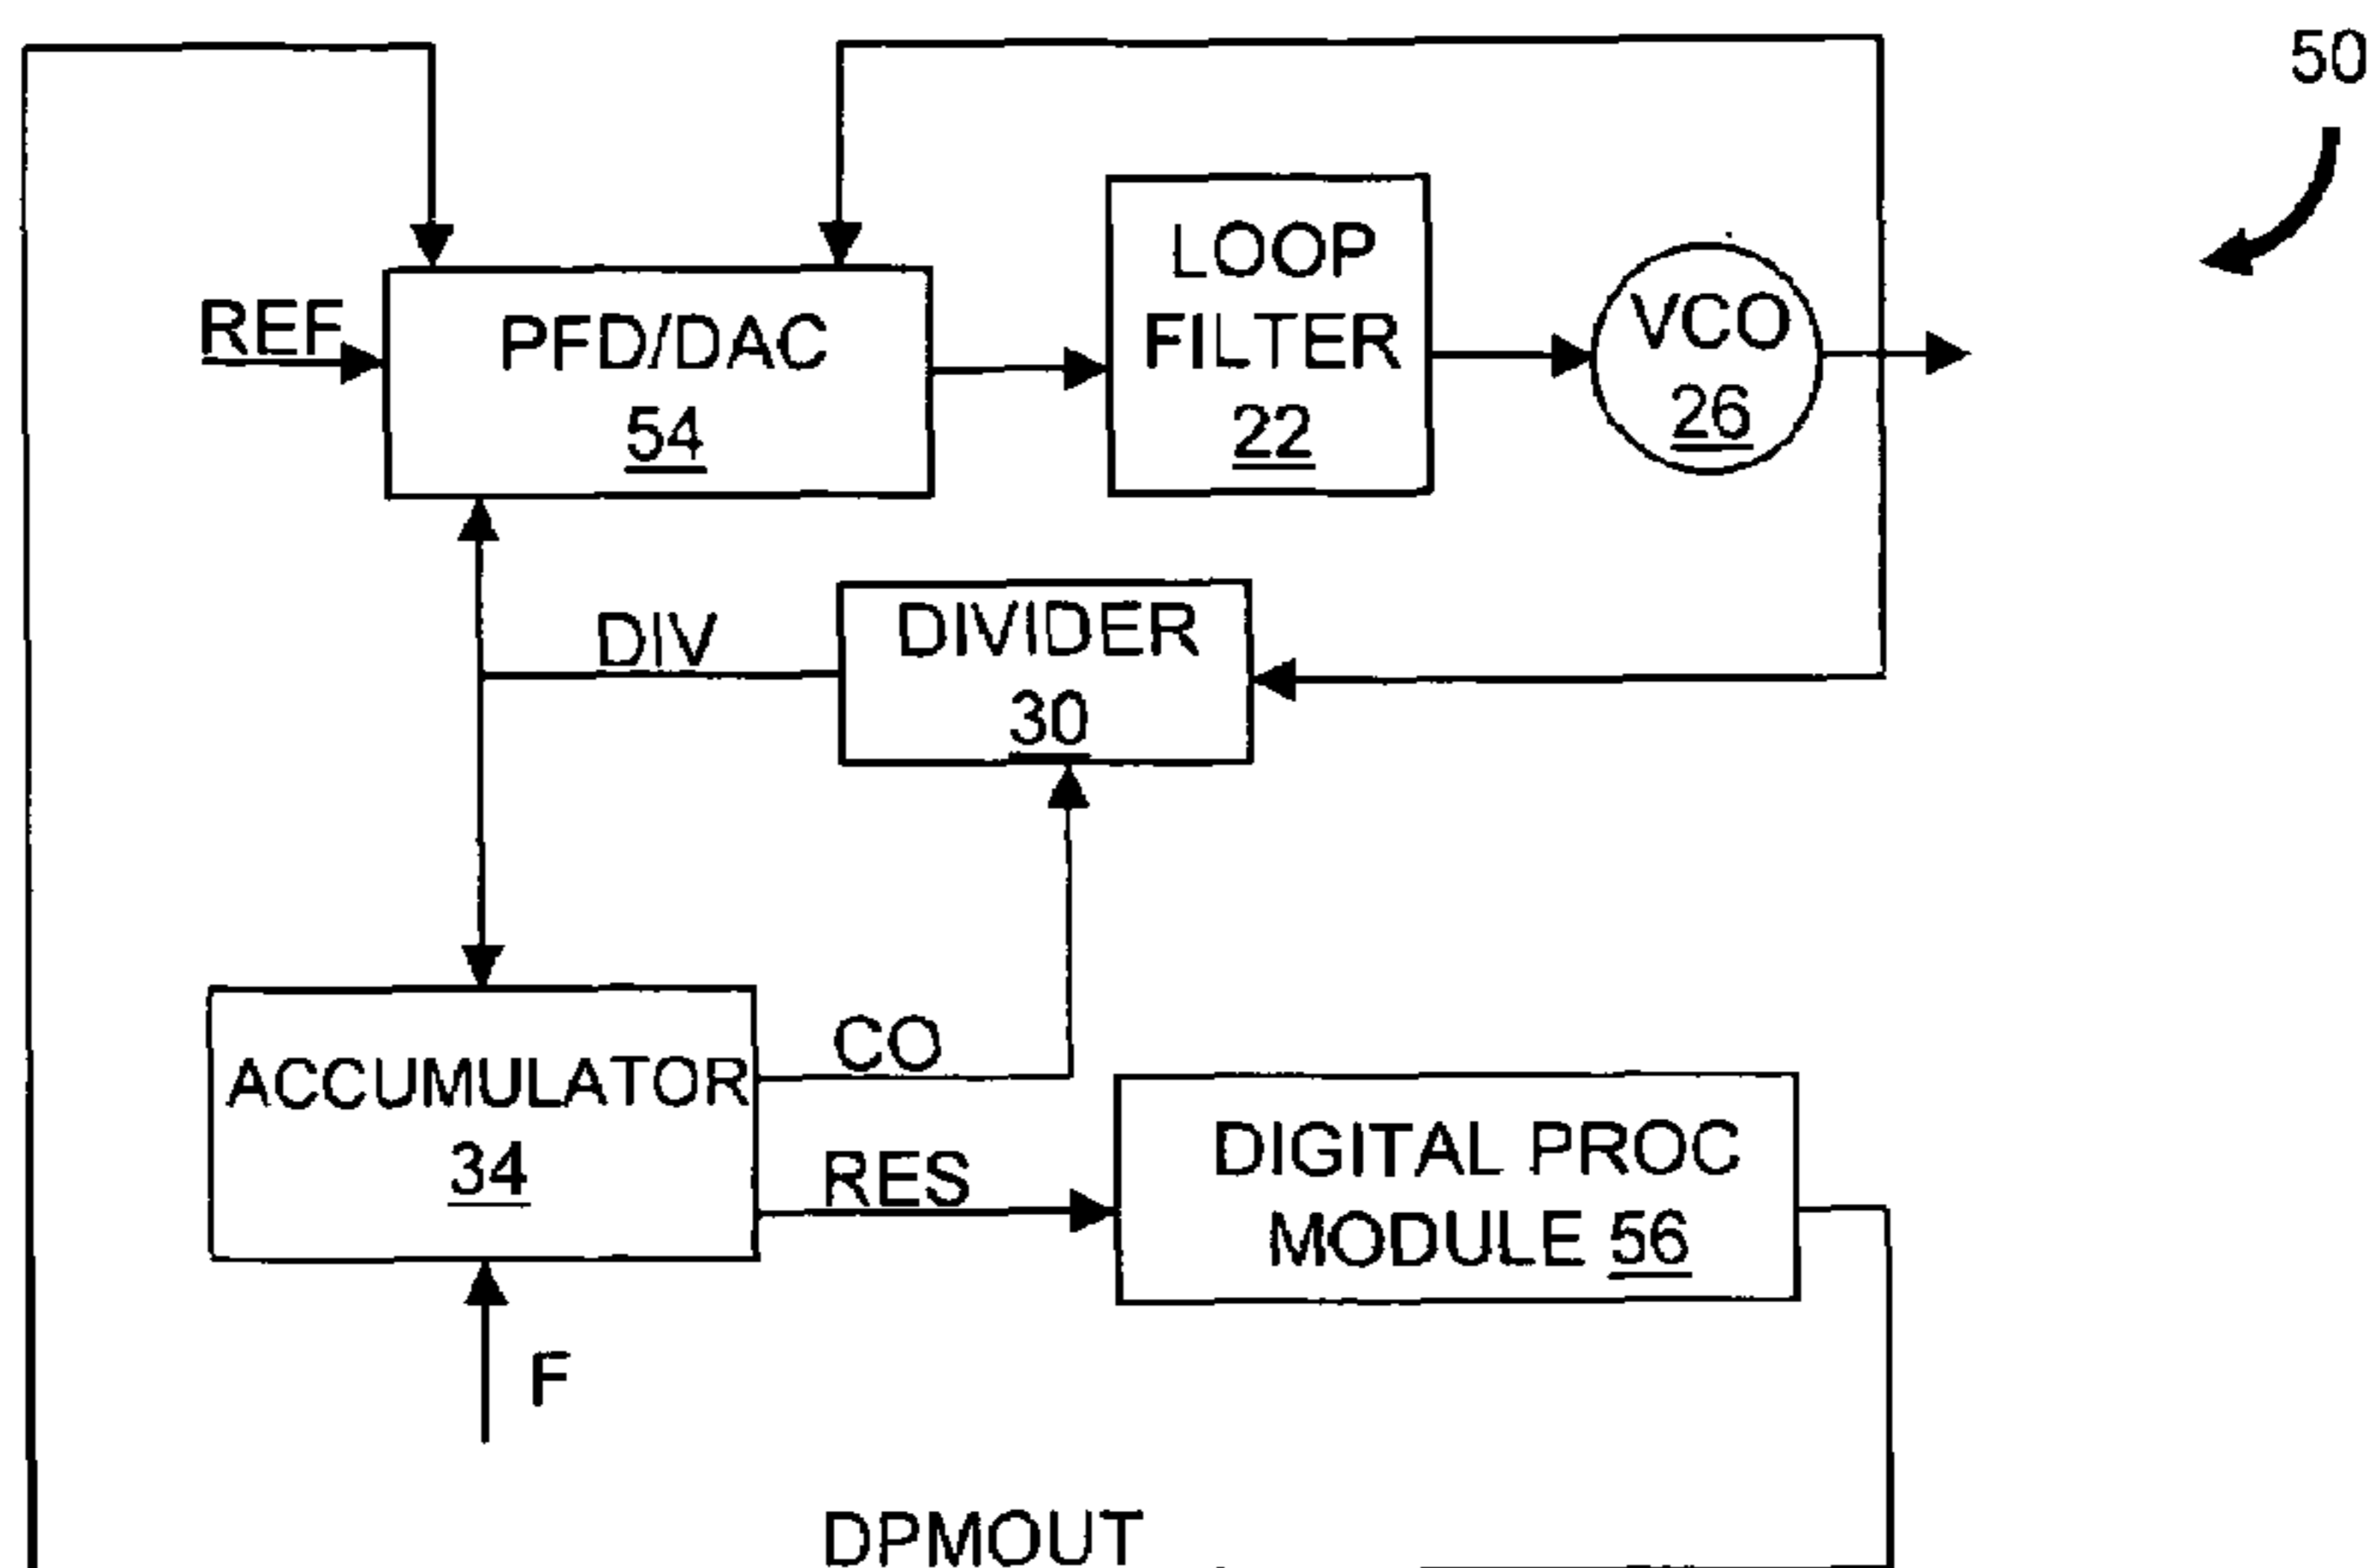 50
REF
PFD/DAC
54
LOOP
FILTER
22
VCO
26
DIV
DIVIDER
30
ACCUMULATOR
34
CO
RES
DIGITAL PROC
MODULE 56
F
DPMOUT